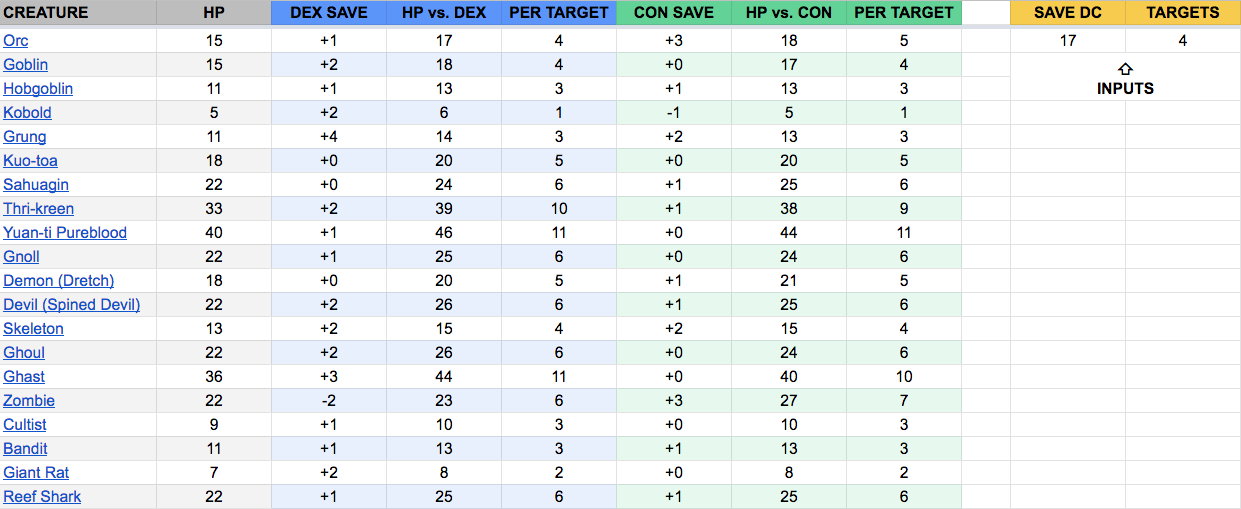 CREATURE HP DEX SAVE HP vs. DEX PER TARGET CON SAVE HP vs. CON PER TARGET SAVE DC TARGETS
Orc 15 +1 17 4 +3 18 5 17 4
Goblin 15 +2 18 4 +0 17 4
Hobgoblin 11 +1 13 3 +1 13 3 INPUTS
Kobold 5 +2 6 1 -1 5 1
Grung 11 +4 14 3 +2 13 3
Kuo-toa 18 +0 20 5 +0 20 5
Sahuagin 22 +0 24 6 +1 25 6
Thri-kreen 33 +2 39 10 +1 38 9
Yuan-ti Pureblood 40 +1 46 11 +0 44 11
Gnoll 22 +1 25 6 +0 24 6
Demon (Dretch) 18 +0 20 5 +1 21 5
Devil (Spined Devil) 22 +2 26 6 +1 25 6
Skeleton 13 +2 15 4 +2 15 4
Ghoul 22 +2 26 6 +0 24 6
Ghast 36 +3 44 11 +0 40 10
Zombie 22 -2 23 6 +3 27 7
Cultist 9 +1 10 3 +0 10 3
Bandit 11 +1 13 3 +1 13 3
Giant Rat 7 +2 8 2 +0 8 2
Reef Shark 22 +1 25 6 +1 25 6